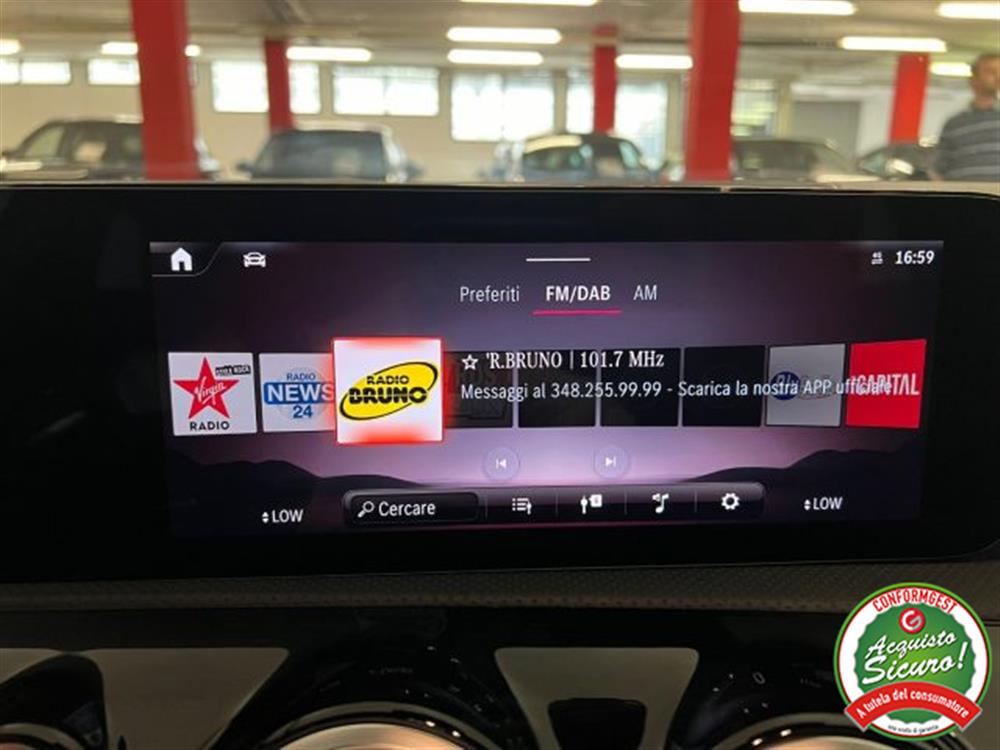 16:59
Preferiti FM/DAB AM
Virgin
RADIO
STYLE ROCK
RADIO
NEWS
24
RADIO
BRUNO
'R.BRUNO | 101.7 MHz
Messaggi al 348.255.99.99 - Scarica la nostra APP ufficiale
CAPITAL
LOW
Cercare
LOW
CONFORMGEST
Acquisto
Sicuro!
A tutela del consumatore